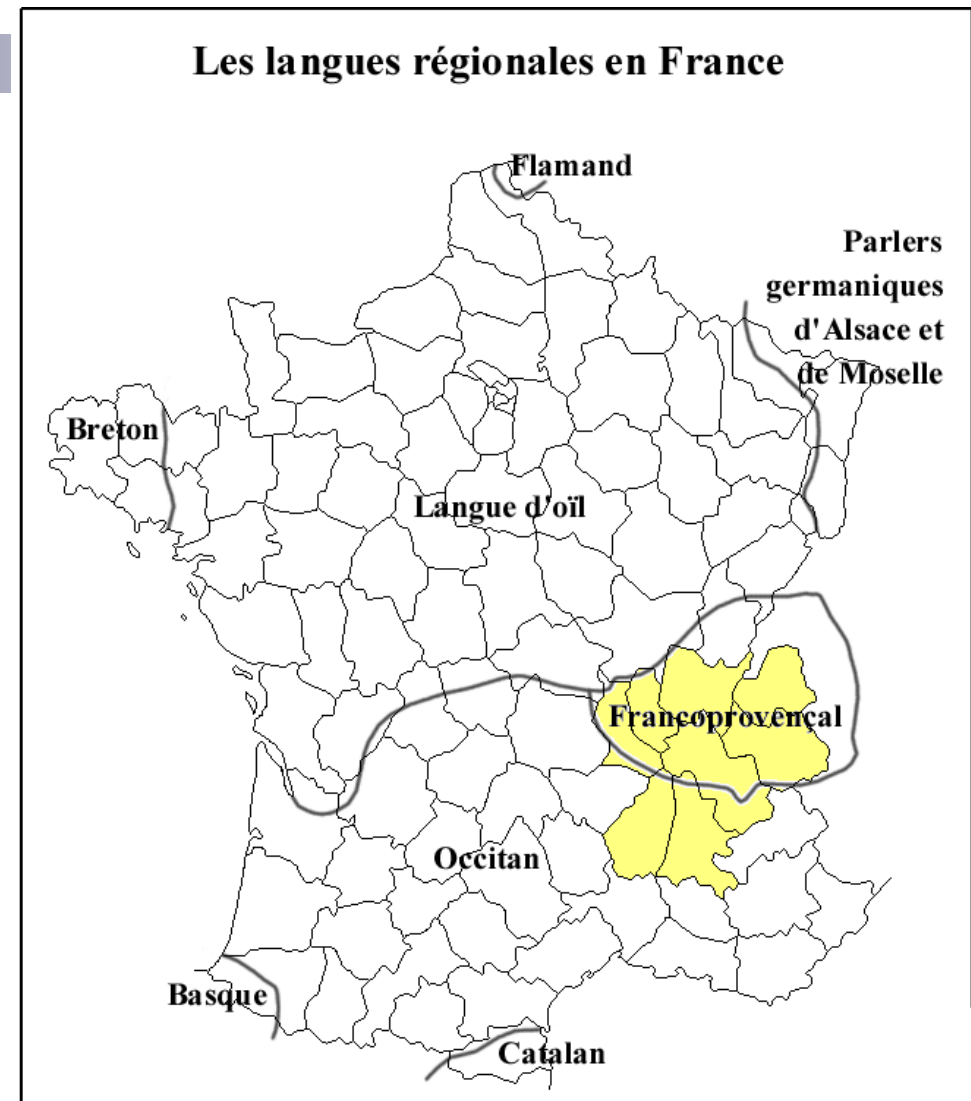 Les langues régionales en France
Flamand
Parlers
germaniques
d'Alsace et
de Moselle
Breton
Langue d'oïl
Francoprovençal
Occitan
Basque
Catalan